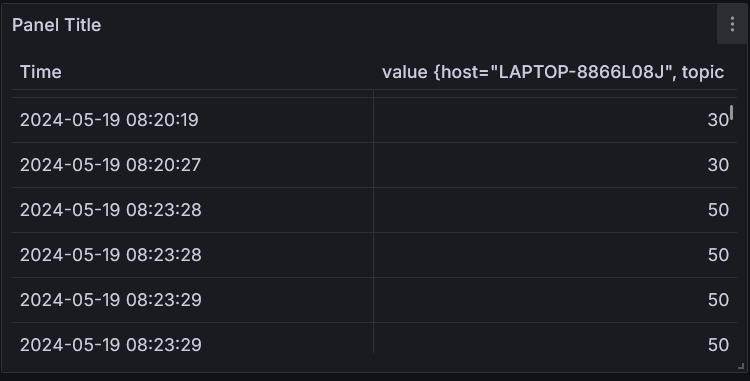 Panel Title
Time value {host="LAPTOP-8866L08J", topic
2024-05-19 08:20:19 30
2024-05-19 08:20:27 30
2024-05-19 08:23:28 50
2024-05-19 08:23:28 50
2024-05-19 08:23:29 50
2024-05-19 08:23:29 50